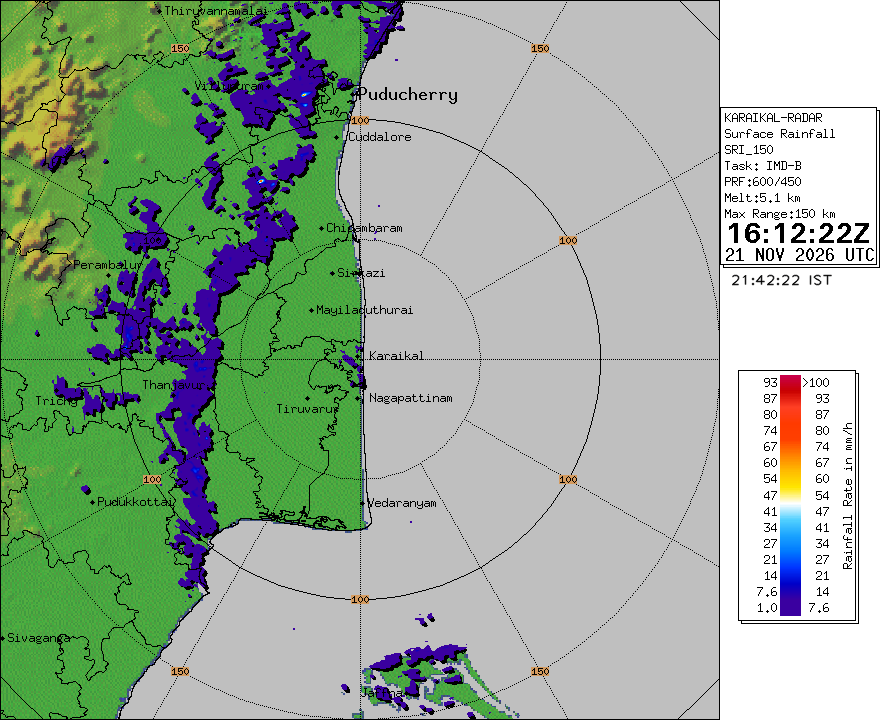 Thiruvannamalai
150
150
Villupuram
Puducherry
100
Cuddalore
Chidambaram
100
100
Perambalur
Sirkazi
Mayiladuthurai
Karaikal
Thanjavur
Trichy
Nagapattinam
Tiruvarur
100
100
Pudukkottai
Vedaranyam
100
Sivaganga
150
150
Jaffna
KARAIKAL-RADAR
Surface Rainfall
SRI_150
Task: IMD-B
PRF:600/450
Melt:5.1 km
Max Range:150 km
16:12:22Z
21 NOV 2026 UTC
21:42:22 IST
93 >100
87 93
80 87
74 80
67 74
60 67
54 60
47 54
41 47
34 41
27 34
21 27
14 21
7.6 14
1.0 7.6
Rainfall Rate in mm/h